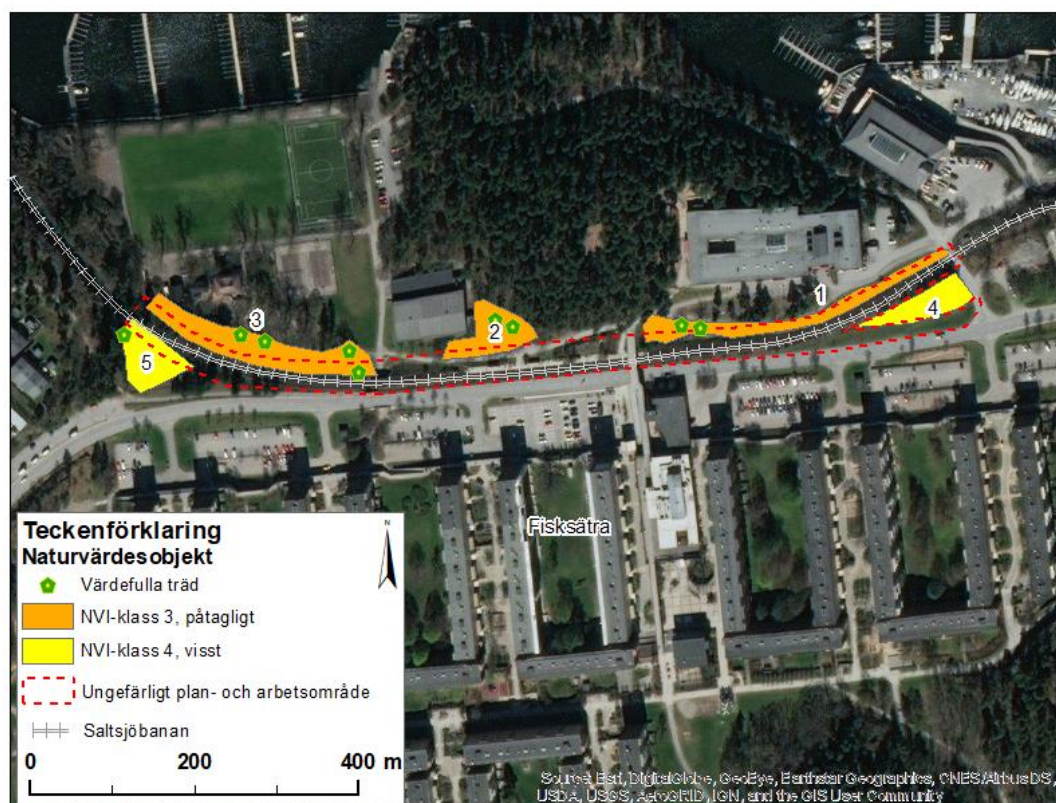 1
4
3
2
5
Fisksätra
Teckenförklaring
Naturvärdesobjekt
N
Värdefulla träd
NVI-klass 3, påtagligt
NVI-klass 4, visst
Ungefärligt plan- och arbetsområde
Saltsjöbanan
0 200 400 m
Source: Esri, DigitalGlobe, GeoEye, Earthstar Geographics, CNES/Airbus DS,
USDA, USGS, AeroGRID, IGN, and the GIS User Community